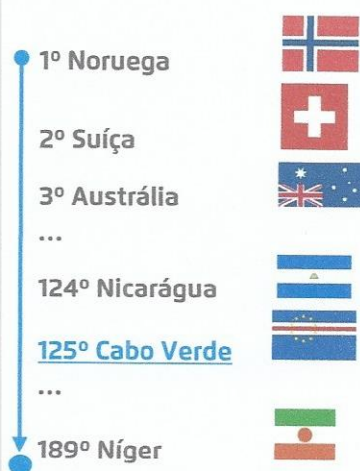 1º Noruega
2º Suíça
3º Austrália
...
124º Nicarágua
125º Cabo Verde
...
189º Níger